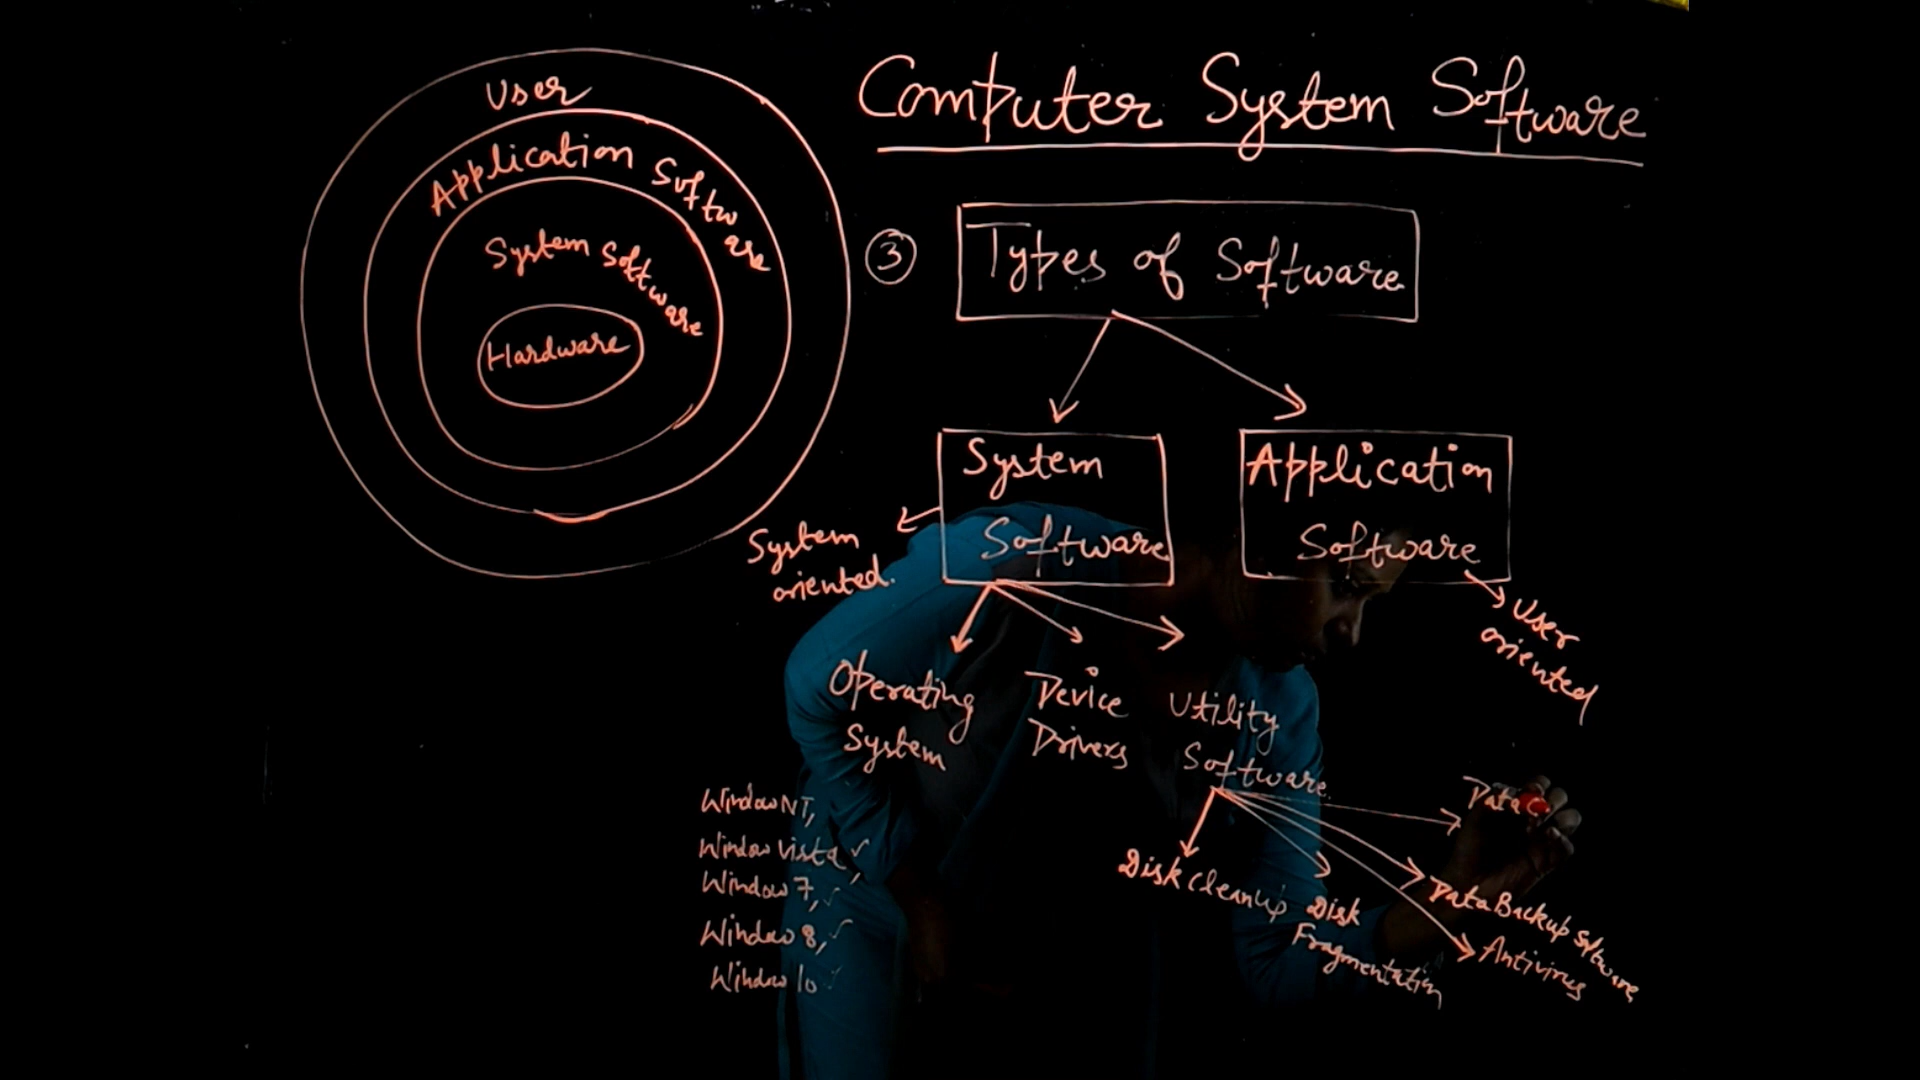 User
Application Software
System Software
Hardware
Computer System Software
3
Types of Software
System
Software
Application
Software
System
oriented.
User
oriented
Operating
System
Device
Drivers
Utility
Software
Window NT,
Window Vista,
Window 7,
Window 8,
Window 10
Disk CleanUp
Disk
Fragmentation
Data C
Data Backup Software
Antivirus